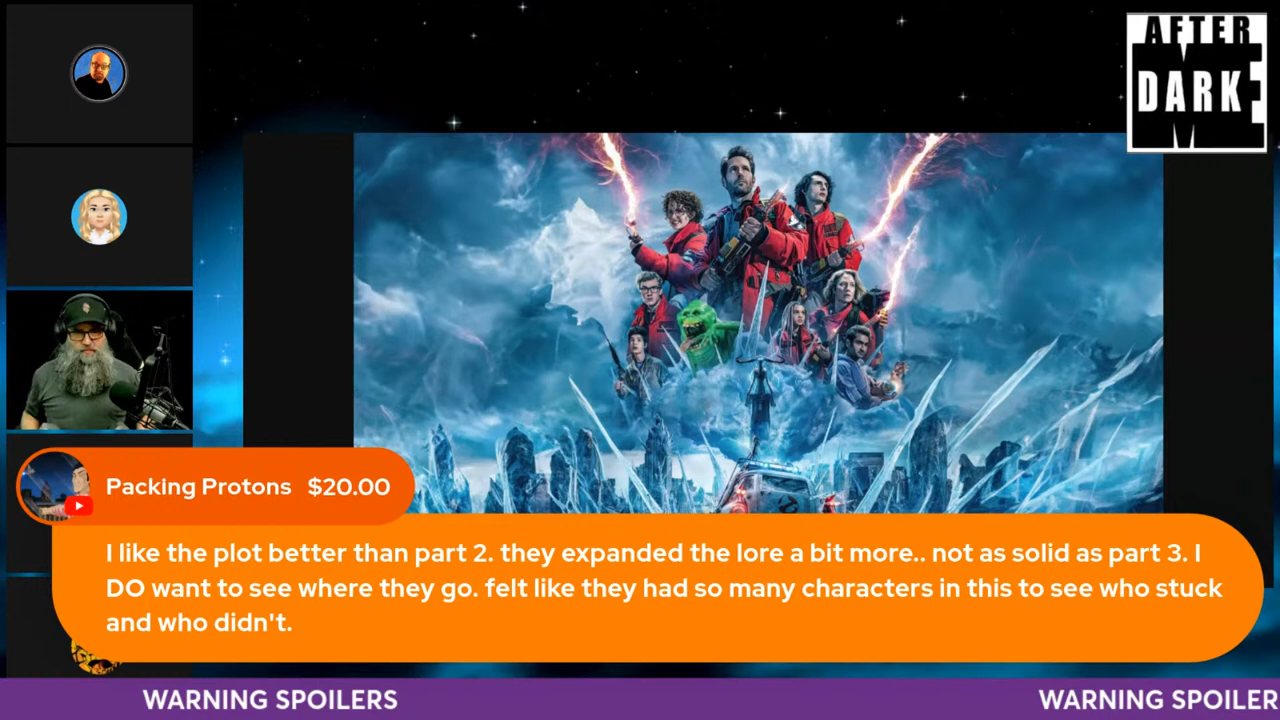 AFTER
DARK
Packing Protons $20.00
I like the plot better than part 2. they expanded the lore a bit more.. not as solid as part 3. I
DO want to see where they go. felt like they had so many characters in this to see who stuck
and who didn't.
WARNING SPOILERS
WARNING SPOILER